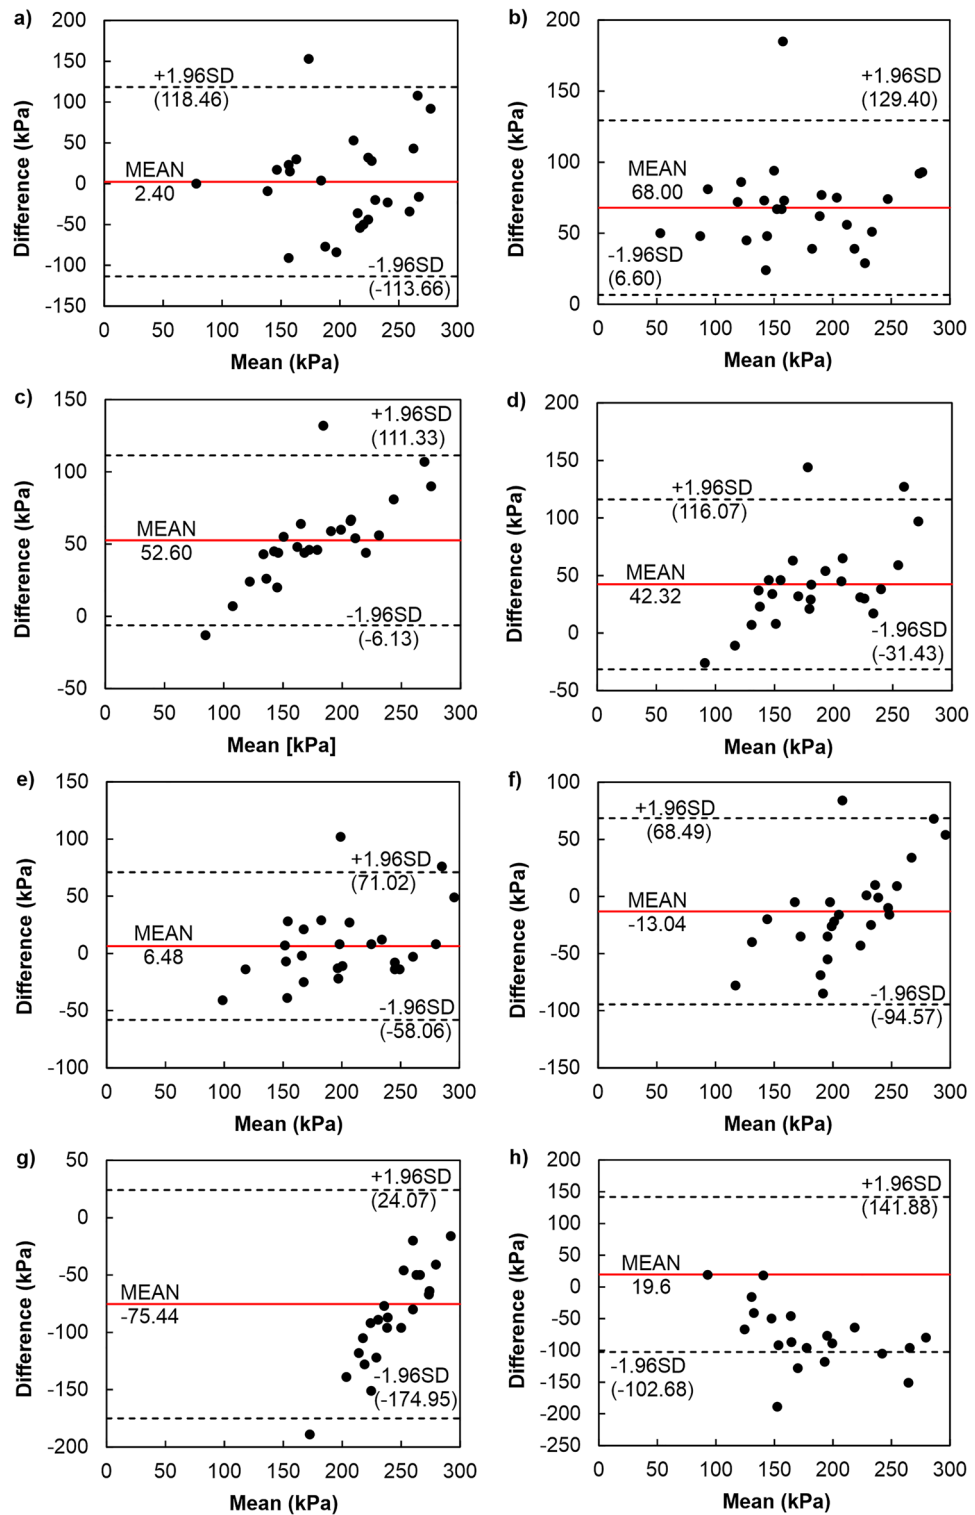 a)
200
150
100
50
0
-50
-100
-150
Difference (kPa)
+1.96SD
(118.46)
MEAN
2.40
-1.96SD
(-113.66)
0 50 100 150 200 250 300
Mean (kPa)
b)
200
150
100
50
0
Difference (kPa)
+1.96SD
(129.40)
MEAN
68.00
-1.96SD
(6.60)
0 50 100 150 200 250 300
Mean (kPa)
c)
150
100
50
0
-50
Difference (kPa)
+1.96SD
(111.33)
MEAN
52.60
-1.96SD
(-6.13)
0 50 100 150 200 250 300
Mean [kPa]
d)
200
150
100
50
0
-50
Difference (kPa)
+1.96SD
(116.07)
MEAN
42.32
-1.96SD
(-31.43)
0 50 100 150 200 250 300
Mean (kPa)
e)
150
100
50
0
-50
-100
Difference (kPa)
+1.96SD
(71.02)
MEAN
6.48
-1.96SD
(-58.06)
0 50 100 150 200 250 300
Mean (kPa)
f)
100
50
0
-50
-100
-150
Difference (kPa)
+1.96SD
(68.49)
MEAN
-13.04
-1.96SD
(-94.57)
0 50 100 150 200 250 300
Mean (kPa)
g)
50
0
-50
-100
-150
-200
Difference (kPa)
+1.96SD
(24.07)
MEAN
-75.44
-1.96SD
(-174.95)
0 50 100 150 200 250 300
Mean (kPa)
h)
200
150
100
50
0
-50
-100
-150
-200
-250
Difference (kPa)
+1.96SD
(141.88)
MEAN
19.6
-1.96SD
(-102.68)
0 50 100 150 200 250 300
Mean (kPa)